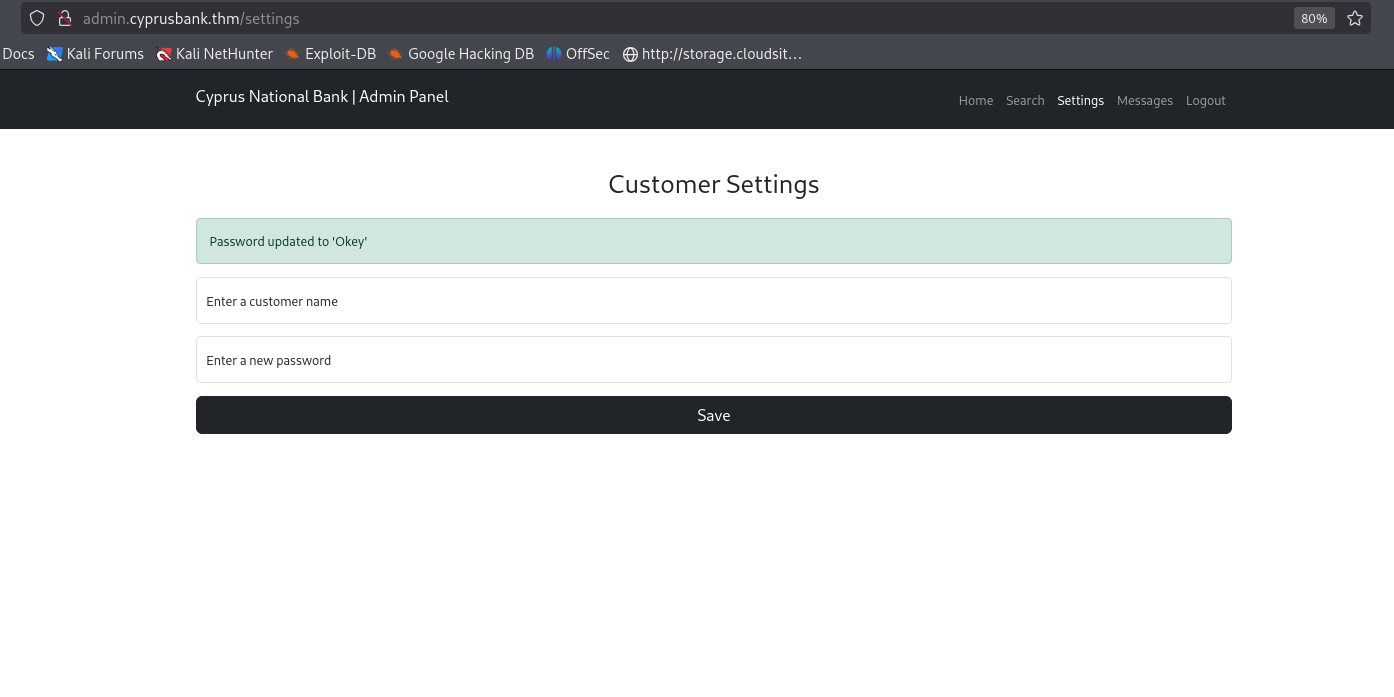 admin.cyprusbank.thm/settings 80%
Docs Kali Forums Kali NetHunter Exploit-DB Google Hacking DB OffSec http://storage.cloudsit…
Cyprus National Bank | Admin Panel Home Search Settings Messages Logout
Customer Settings
Password updated to 'Okey'
Enter a customer name
Enter a new password
Save